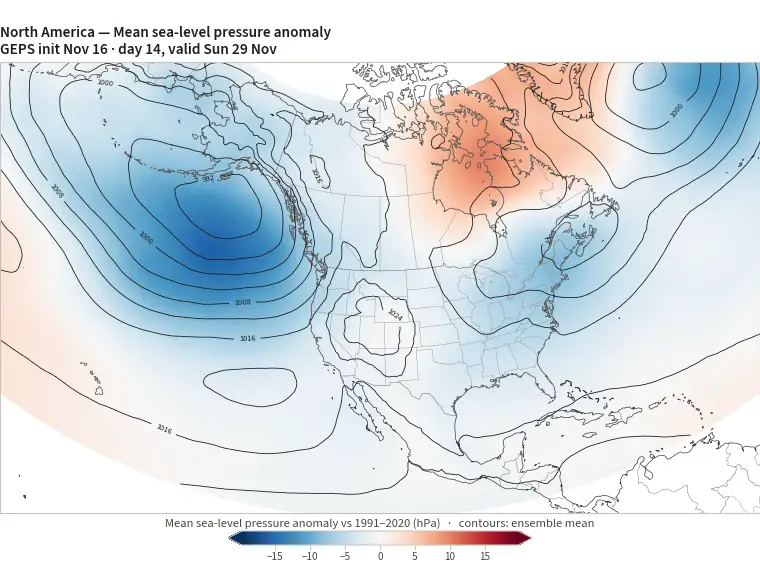 North America — Mean sea-level pressure anomaly
GEPS init Nov 16 · day 14, valid Sun 29 Nov
1000
1000
1016
992
1008
1000
1008
1024
1016
1016
Mean sea-level pressure anomaly vs 1991–2020 (hPa) · contours: ensemble mean
−15 −10 −5 0 5 10 15